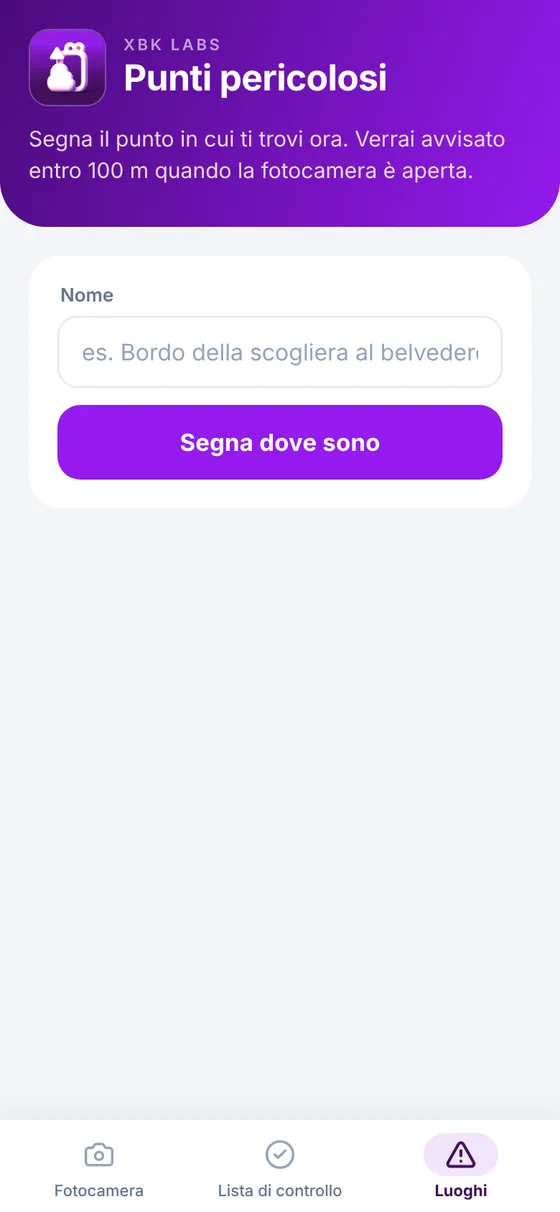 XBK LABS
Punti pericolosi
Segna il punto in cui ti trovi ora. Verrai avvisato
entro 100 m quando la fotocamera è aperta.
Nome
es. Bordo della scogliera al belvedere
Segna dove sono
Fotocamera
Lista di controllo
Luoghi